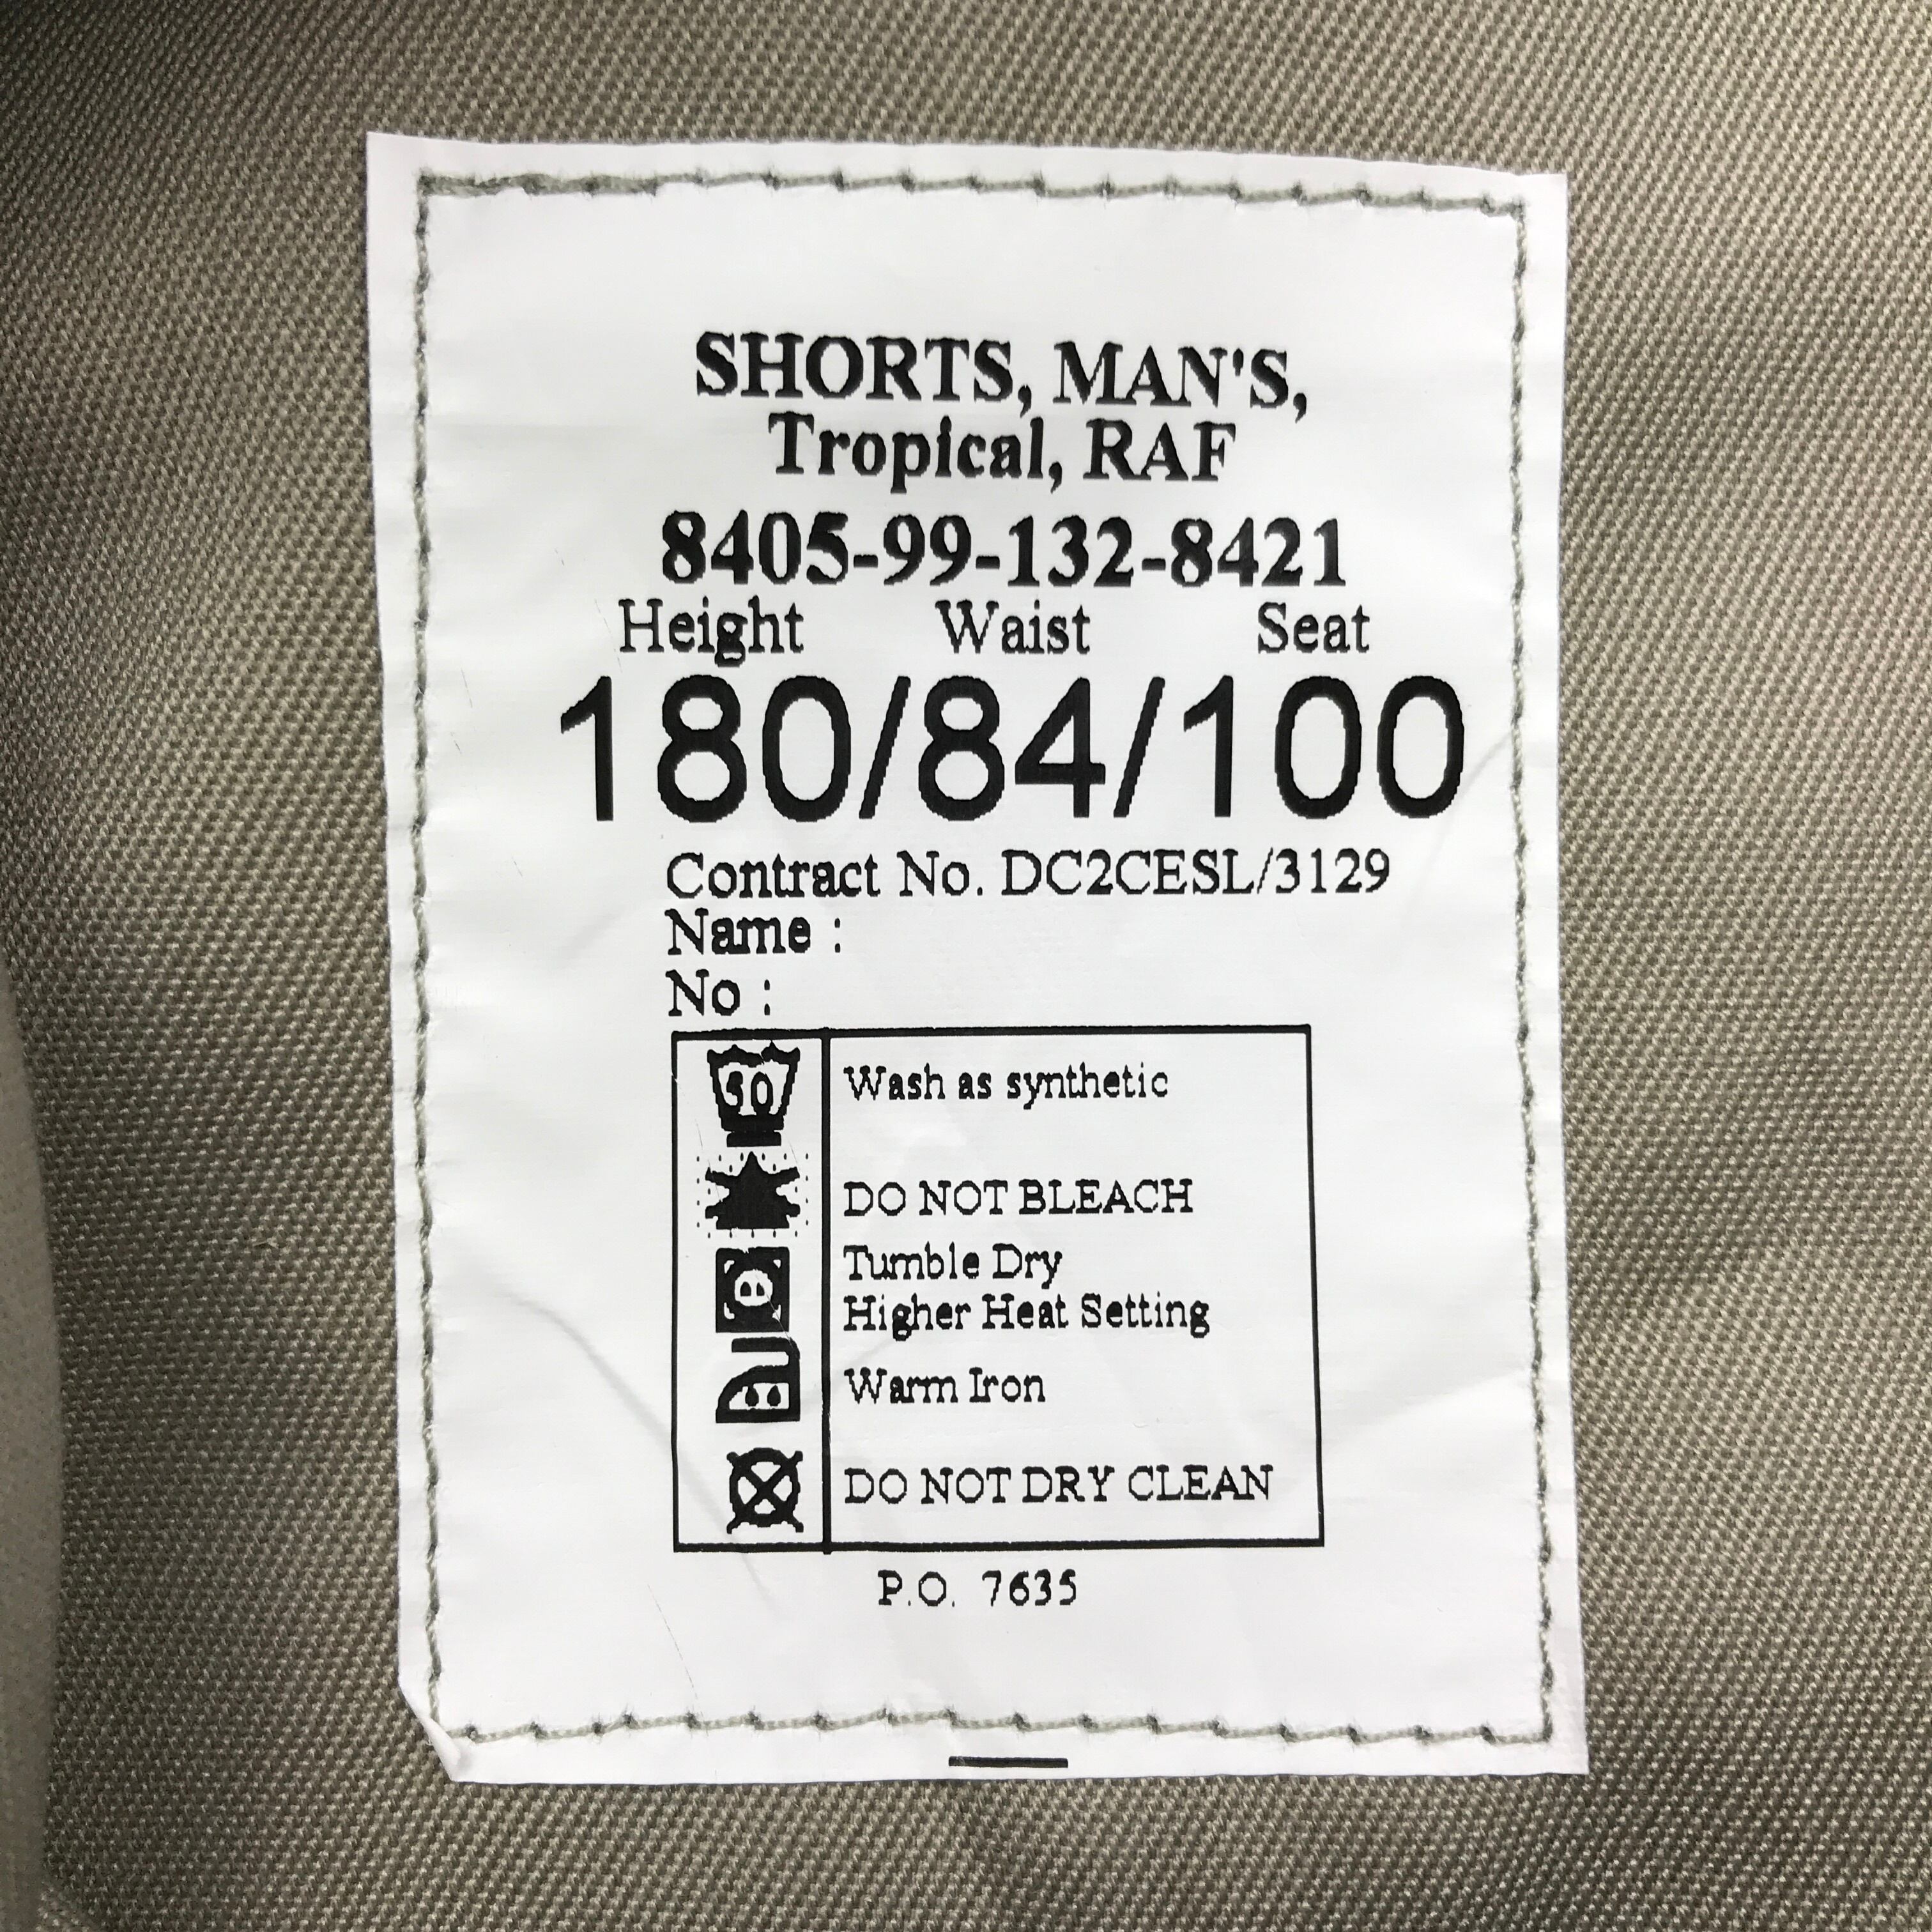 SHORTS, MAN'S,
Tropical, RAF
8405-99-132-8421
Height Waist Seat
180/84/100
Contract No. DC2CESL/3129
Name :
No :
50 Wash as synthetic
DO NOT BLEACH
Tumble Dry
Higher Heat Setting
Warm Iron
DO NOT DRY CLEAN
P.O. 7635